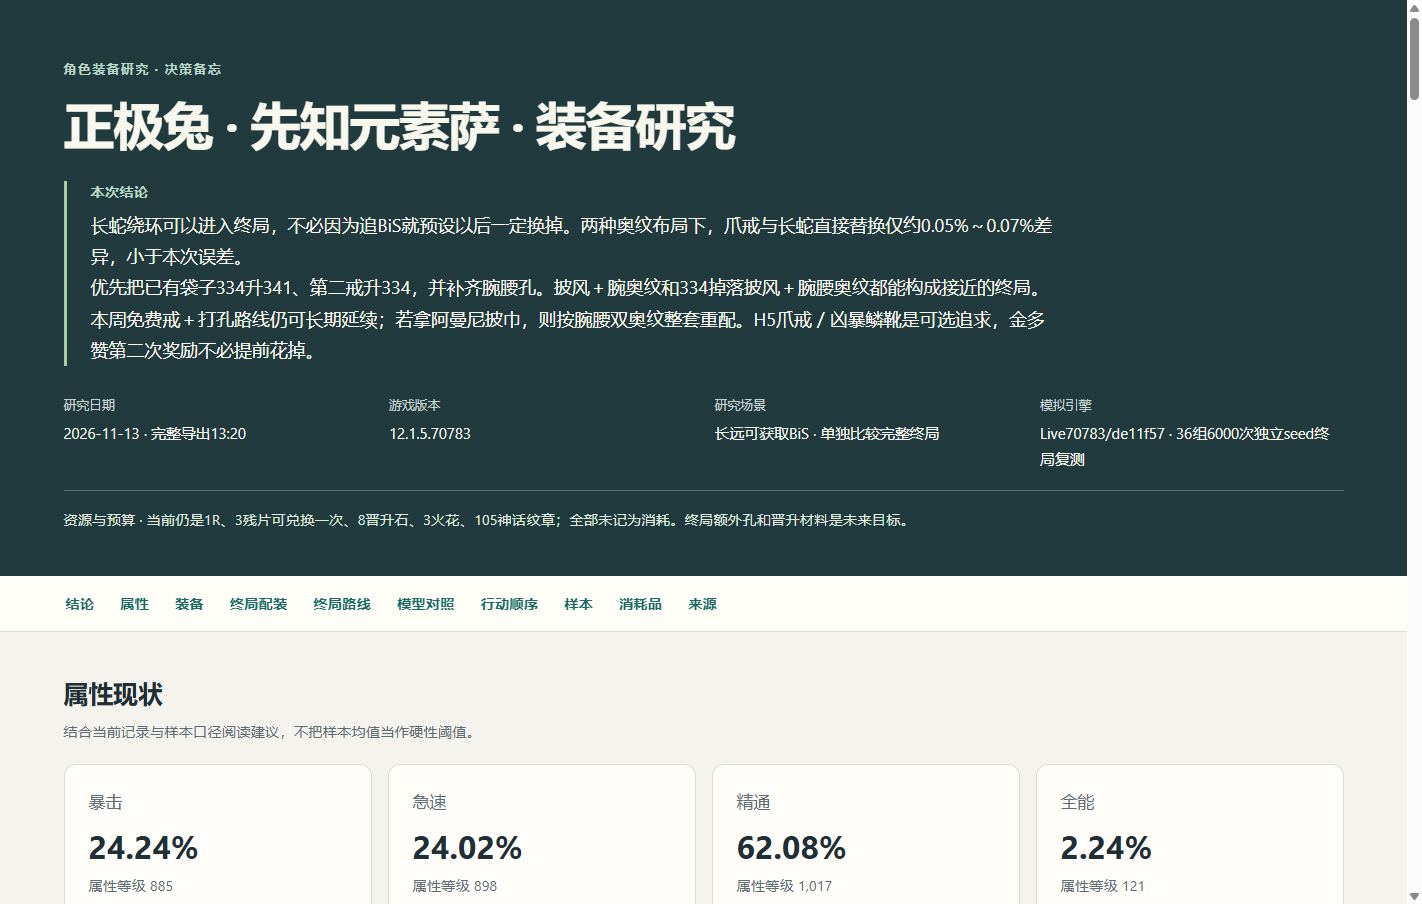 角色装备研究 · 决策备忘
正极兔 · 先知元素萨 · 装备研究
本次结论
长蛇绕环可以进入终局，不必因为追BiS就预设以后一定换掉。两种奥纹布局下，爪戒与长蛇直接替换仅约0.05%～0.07%差
异，小于本次误差。
优先把已有袋子334升341、第二戒升334，并补齐腕腰孔。披风＋腕奥纹和334掉落披风＋腕腰奥纹都能构成接近的终局。
本周免费戒＋打孔路线仍可长期延续；若拿阿曼尼披巾，则按腕腰双奥纹整套重配。H5爪戒 / 凶暴鳞靴是可选追求，金多
赞第二次奖励不必提前花掉。
研究日期
2026-11-13 · 完整导出13:20
游戏版本
12.1.5.70783
研究场景
长远可获取BiS · 单独比较完整终局
模拟引擎
Live70783/de11f57 · 36组6000次独立seed终
局复测
资源与预算 · 当前仍是1R、3残片可兑换一次、8晋升石、3火花、105神话纹章；全部未记为消耗。终局额外孔和晋升材料是未来目标。
结论 属性 装备 终局配装 终局路线 模型对照 行动顺序 样本 消耗品 来源
属性现状
结合当前记录与样本口径阅读建议，不把样本均值当作硬性阈值。
暴击
24.24%
属性等级 885
急速
24.02%
属性等级 898
精通
62.08%
属性等级 1,017
全能
2.24%
属性等级 121